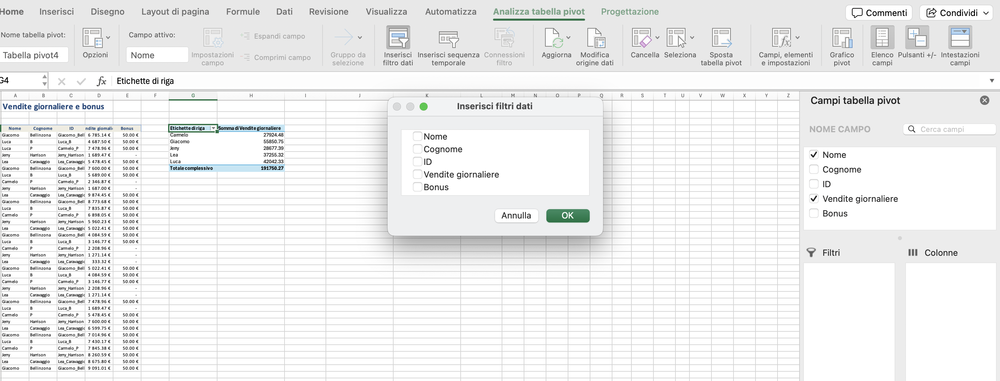 Home Inserisci Disegno Layout di pagina Formule Dati Revisione Visualizza Automatizza Analizza tabella pivot Progettazione Commenti Condividi
Nome tabella pivot:
Tabella pivot4
Opzioni
Campo attivo:
Nome
Impostazioni campo
Espandi campo
Comprimi campo
Gruppo da selezione
Inserisci filtro dati
Inserisci sequenza temporale
Connessioni filtro
Aggiorna
Modifica origine dati
Cancella
Seleziona
Sposta tabella pivot
Campi, elementi e impostazioni
Grafico pivot
Elenco campi
Pulsanti +/-
Intestazioni campi
G4 fx Etichette di riga
A B C D E F G H I J K L M N O P Q R S T U V W X Y Z
Vendite giornaliere e bonus
Nome Cognome ID ndite giornali Bonus
Giacomo Bellinzona Giacomo_Bell 6 785.14 € 50.00 €
Luca B Luca_B 4 687.50 € 50.00 €
Luca P Carmelo_P 7 478.96 € 50.00 €
Jerry Harrison Jerry_Harrison 1 689.47 € -
Lea Caravaggio Lea_Caravaggio 5 478.45 € 50.00 €
Giacomo Bellinzona Giacomo_Bell 7 600.00 € 50.00 €
Luca B Luca_B 5 689.00 € 50.00 €
Carmelo P Carmelo_P 2 346.87 € -
Jerry Harrison Jerry_Harrison 1 687.00 € -
Lea Caravaggio Lea_Caravaggio 9 874.45 € 50.00 €
Giacomo Bellinzona Giacomo_Bell 8 773.68 € 50.00 €
Luca B Luca_B 7 835.87 € 50.00 €
Carmelo P Carmelo_P 6 898.05 € 50.00 €
Jerry Harrison Jerry_Harrison 5 960.23 € 50.00 €
Lea Caravaggio Lea_Caravaggio 5 022.41 € 50.00 €
Giacomo Bellinzona Giacomo_Bell 4 084.59 € 50.00 €
Luca B Luca_B 3 146.77 € 50.00 €
Carmelo P Carmelo_P 2 208.96 € -
Jerry Harrison Jerry_Harrison 1 271.14 € -
Lea Caravaggio Lea_Caravaggio 333.32 € -
Giacomo Bellinzona Giacomo_Bell 5 022.41 € 50.00 €
Luca B Luca_B 4 084.59 € 50.00 €
Carmelo P Carmelo_P 3 146.77 € 50.00 €
Jerry Harrison Jerry_Harrison 2 208.96 € -
Lea Caravaggio Lea_Caravaggio 1 271.14 € -
Giacomo Bellinzona Giacomo_Bell 7 478.96 € 50.00 €
Luca B Luca_B 1 689.47 € -
Carmelo P Carmelo_P 5 478.45 € 50.00 €
Jerry Harrison Jerry_Harrison 7 600.00 € 50.00 €
Lea Caravaggio Lea_Caravaggio 6 599.75 € 50.00 €
Giacomo Bellinzona Giacomo_Bell 7 014.96 € 50.00 €
Luca B Luca_B 7 430.17 € 50.00 €
Carmelo P Carmelo_P 7 845.38 € 50.00 €
Jerry Harrison Jerry_Harrison 8 260.59 € 50.00 €
Lea Caravaggio Lea_Caravaggio 8 675.80 € 50.00 €
Giacomo Bellinzona Giacomo_Bell 9 091.01 € 50.00 €
Etichette di riga Somma di Vendite giornaliere
Carmelo 27924.48
Giacomo 55850.75
Jerry 28677.39
Lea 37255.32
Luca 42042.33
Totale complessivo 191750.27
Inserisci filtri dati
Nome
Cognome
ID
Vendite giornaliere
Bonus
Annulla OK
Campi tabella pivot
NOME CAMPO Cerca campi
Nome
Cognome
ID
Vendite giornaliere
Bonus
Filtri Colonne